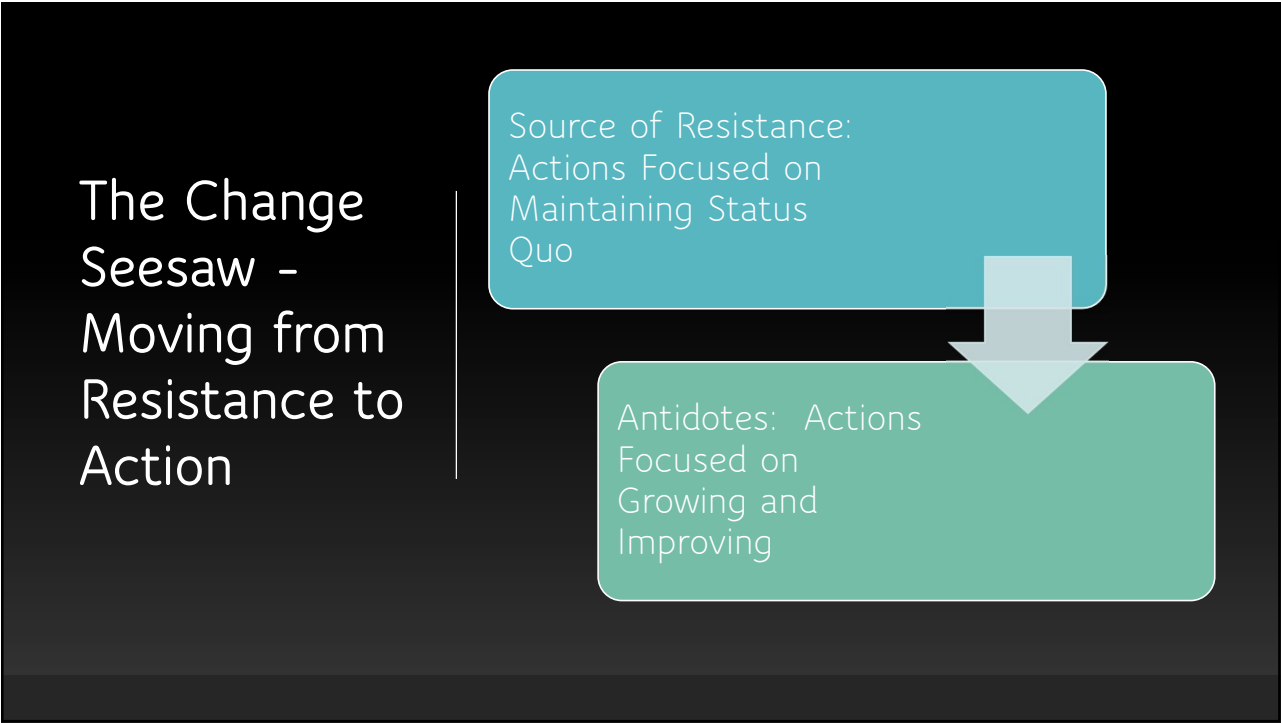 The Change
Seesaw -
Moving from
Resistance to
Action
Source of Resistance:
Actions Focused on
Maintaining Status
Quo
Antidotes:  Actions
Focused on
Growing and
Improving